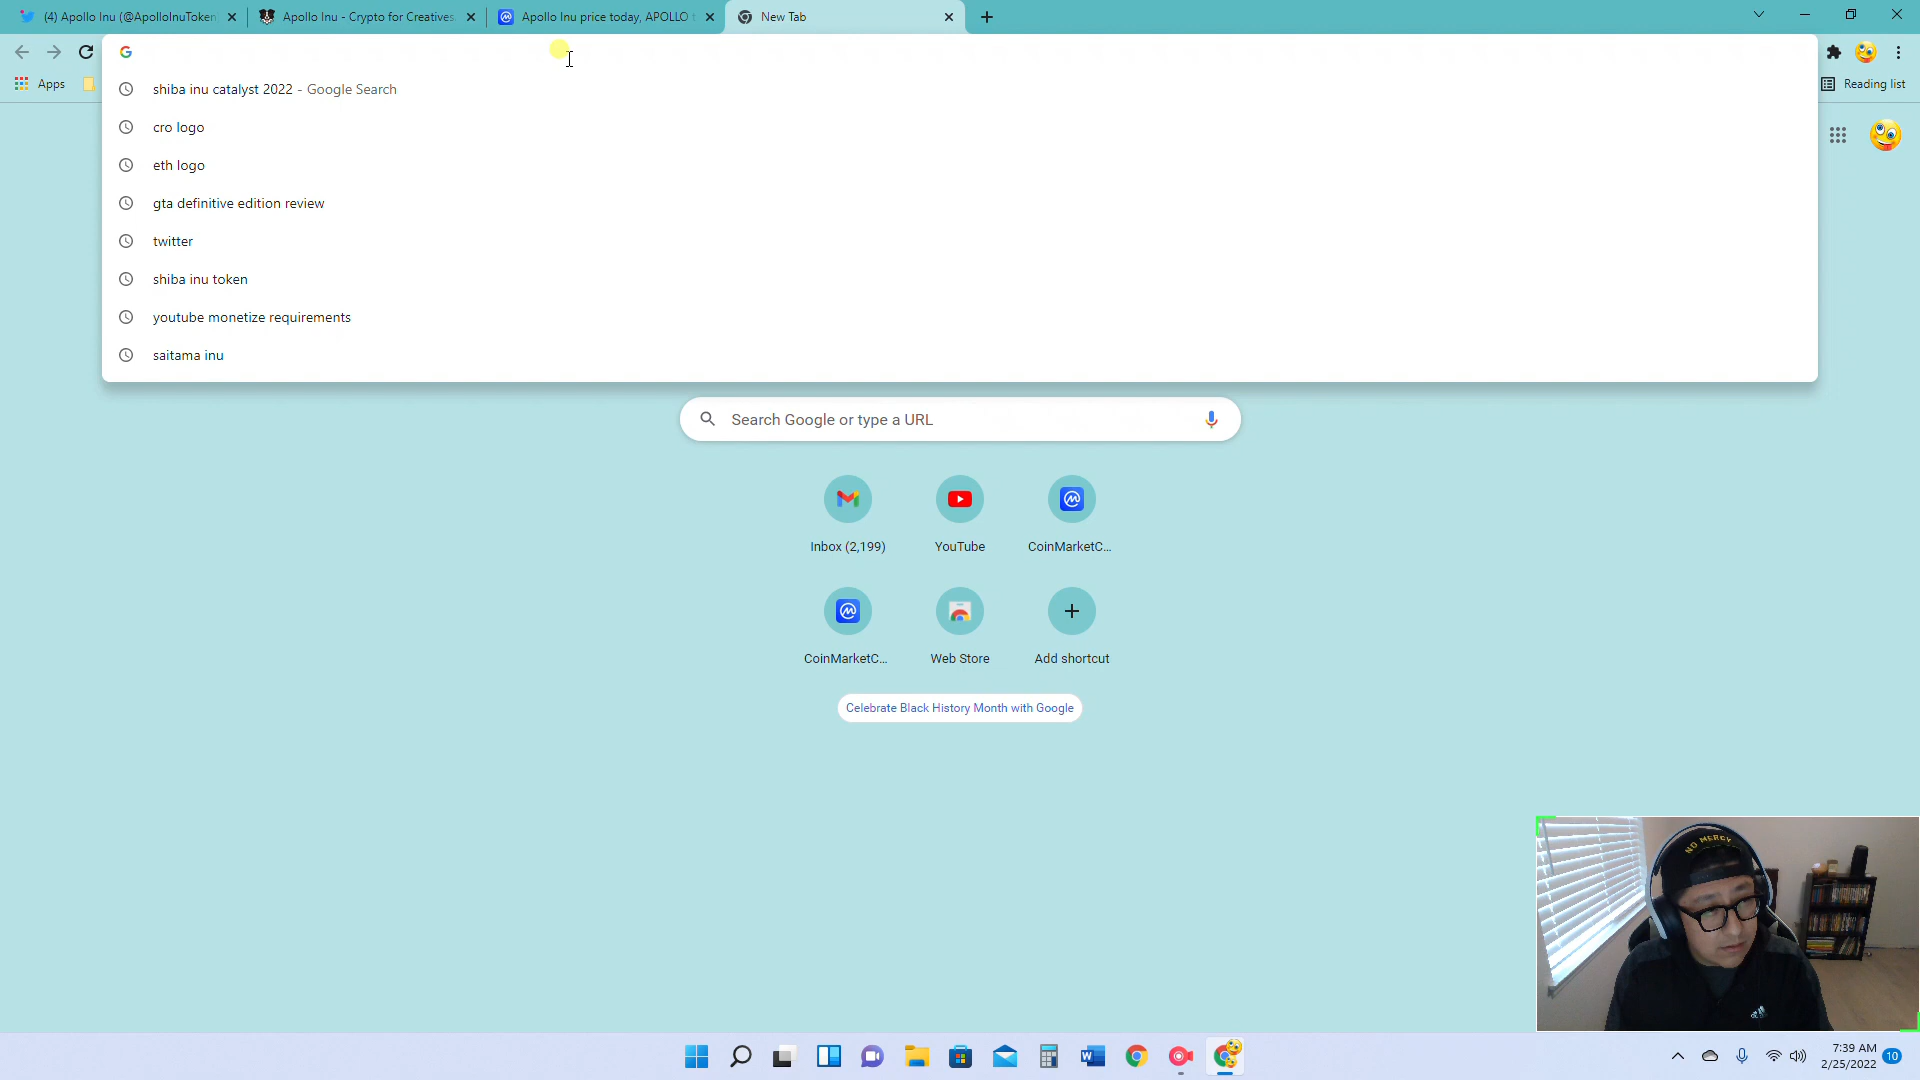 (4) Apollo Inu (@ApolloInuToken
Apollo Inu - Crypto for Creatives.
Apollo Inu price today, APOLLO t
New Tab
shiba inu catalyst 2022 - Google Search
cro logo
eth logo
gta definitive edition review
twitter
shiba inu token
youtube monetize requirements
saitama inu
Apps
Reading list
Search Google or type a URL
Inbox (2,199)
YouTube
CoinMarketC...
CoinMarketC...
Web Store
Add shortcut
Celebrate Black History Month with Google
NO MERCY
7:39 AM
2/25/2022
10